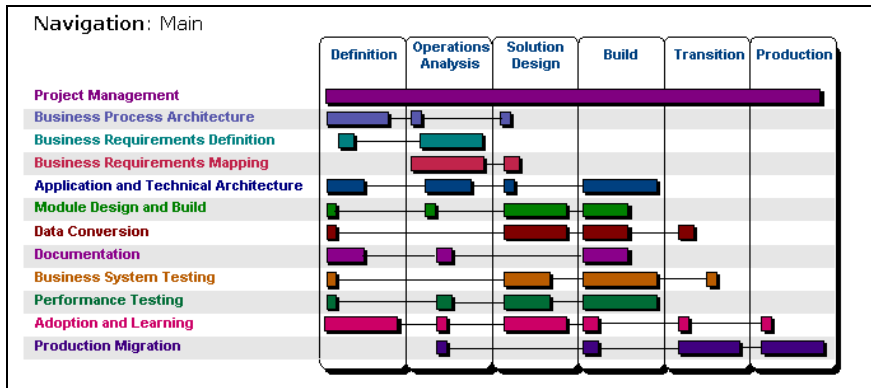 Navigation: Main
Definition
Operations
Analysis
Solution
Design
Build
Transition
Production
Project Management
Business Process Architecture
Business Requirements Definition
Business Requirements Mapping
Application and Technical Architecture
Module Design and Build
Data Conversion
Documentation
Business System Testing
Performance Testing
Adoption and Learning
Production Migration